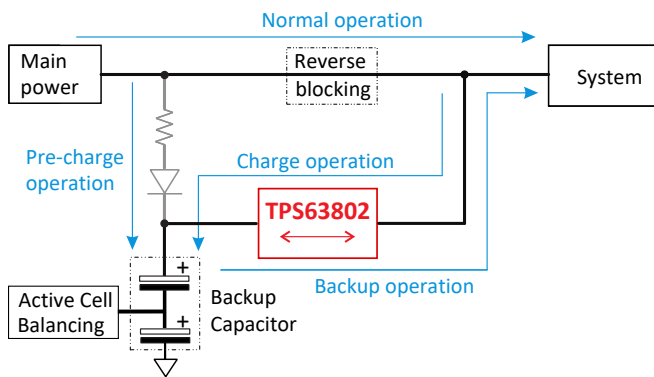 Normal operation
Main
power
Reverse
blocking
System
Pre-charge
operation
Charge operation
TPS63802
Backup operation
+
+
Active Cell
Balancing
Backup
Capacitor